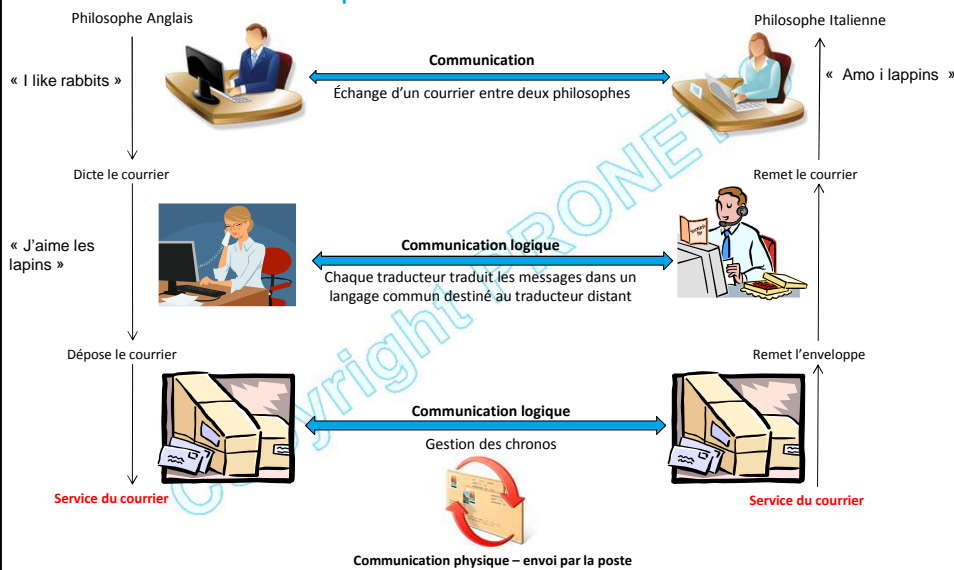 Philosophe Anglais
Philosophe Italienne
« I like rabbits »
Communication
Échange d’un courrier entre deux philosophes
« Amo i lappins »
Dicte le courrier
Remet le courrier
« J’aime les
lapins »
Communication logique
Chaque traducteur traduit les messages dans un
langage commun destiné au traducteur distant
Dépose le courrier
Remet l’enveloppe
Communication logique
Gestion des chronos
Service du courrier
Service du courrier
Communication physique – envoi par la poste